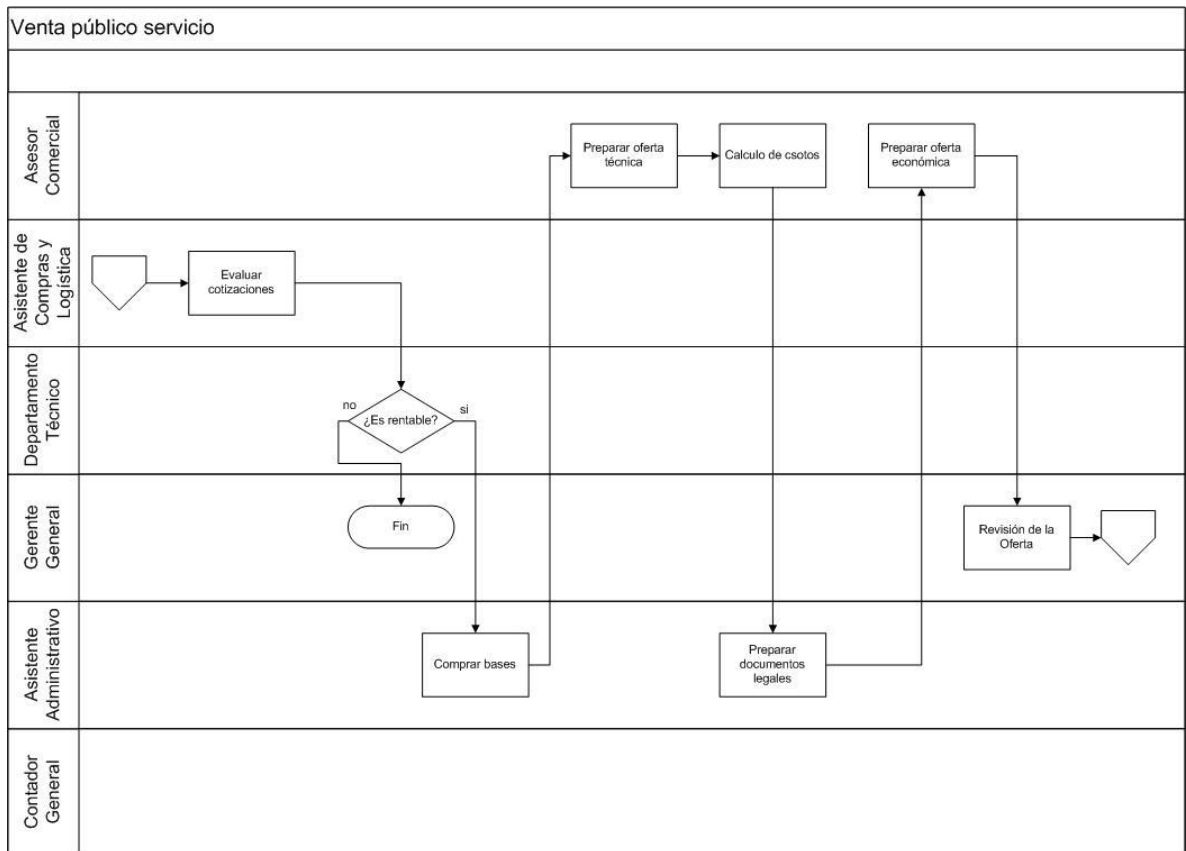 Venta público servicio
Asesor
Comercial
Preparar oferta
técnica
Calculo de csotos
Preparar oferta
económica
Asistente de
Compras y
Logística
Evaluar
cotizaciones
Departamento
Técnico
no
¿Es rentable?
si
Gerente
General
Fin
Revisión de la
Oferta
Asistente
Administrativo
Comprar bases
Preparar
documentos
legales
Contador
General